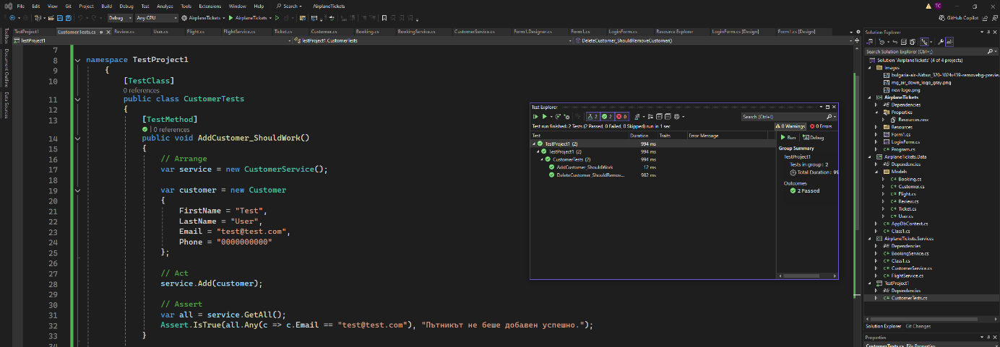 File Edit View Git Project Build Debug Test Analyze Tools Extensions Window Help Search AirplaneTickets TC
Debug Any CPU AirplaneTickets AirplaneTickets GitHub Copilot
TestProject1 CustomerTests.cs Review.cs User.cs Flight.cs FlightService.cs Ticket.cs Customer.cs Booking.cs BookingService.cs CustomerService.cs Form1.Designer.cs Form1.cs LoginForm.cs Resource Explorer LoginForm.cs [Design] Form1.cs [Design]
TestProject1 TestProject1.CustomerTests DeleteCustomer_ShouldRemoveCustomer()
Toolbox
Document Outline
Data Sources
7
8 namespace TestProject1
9 {
10 [TestClass]
0 references
11 public class CustomerTests
12 {
13 [TestMethod]
0 references
14 public void AddCustomer_ShouldWork()
15 {
16 // Arrange
17 var service = new CustomerService();
18
19 var customer = new Customer
20 {
21 FirstName = "Test",
22 LastName = "User",
23 Email = "test@test.com",
24 Phone = "0000000000"
25 };
26
27 // Act
28 service.Add(customer);
29
30 // Assert
31 var all = service.GetAll();
32 Assert.IsTrue(all.Any(c => c.Email == "test@test.com"), "Пътникът не беше добавен успешно.");
33 }
34
Test Explorer
2 2 0 Search (Ctrl+I)
Test run finished: 2 Tests (2 Passed, 0 Failed, 0 Skipped) run in 1 sec 0 Warnings 0 Errors
Test Duration Traits Error Message
TestProject1 (2) 994 ms
TestProject1 (2) 994 ms
CustomerTests (2) 994 ms
AddCustomer_ShouldWork 12 ms
DeleteCustomer_ShouldRemov... 982 ms
Run Debug
Group Summary
TestProject1
Tests in group: 2
Total Duration: 99
Outcomes
2 Passed
Solution Explorer
Search Solution Explorer (Ctrl+;)
Solution 'AirplaneTickets' (4 of 4 projects)
Images
bulgaria-air-Airbus_320-1024x439-removebg-preview
mg_air_down_logo_gray.png
new logo.png
AirplaneTickets
Dependencies
Properties
Resources.resx
Resources
Form1.cs
LoginForm.cs
Program.cs
AirplaneTickets.Data
Dependencies
Models
Booking.cs
Customer.cs
Flight.cs
Review.cs
Ticket.cs
User.cs
AppDbContext.cs
Class1.cs
AirplaneTickets.Services
Dependencies
BookingService.cs
Class1.cs
CustomerService.cs
FlightService.cs
TestProject1
Dependencies
CustomerTests.cs
Solution Explorer Git Changes
Properties
CustomerTests.cs File Properties